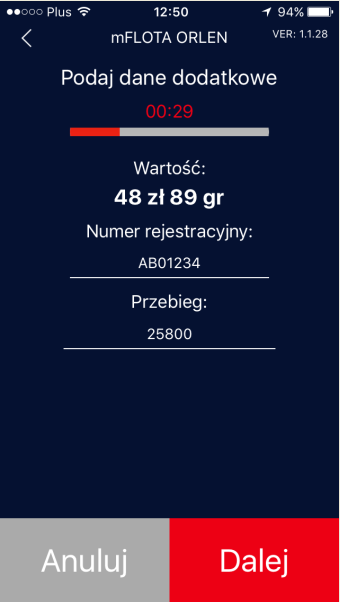 Plus 12:50 94%
mFLOTA ORLEN VER: 1.1.28
Podaj dane dodatkowe
00:29
Wartość:
48 zł 89 gr
Numer rejestracyjny:
AB01234
Przebieg:
25800
Anuluj Dalej